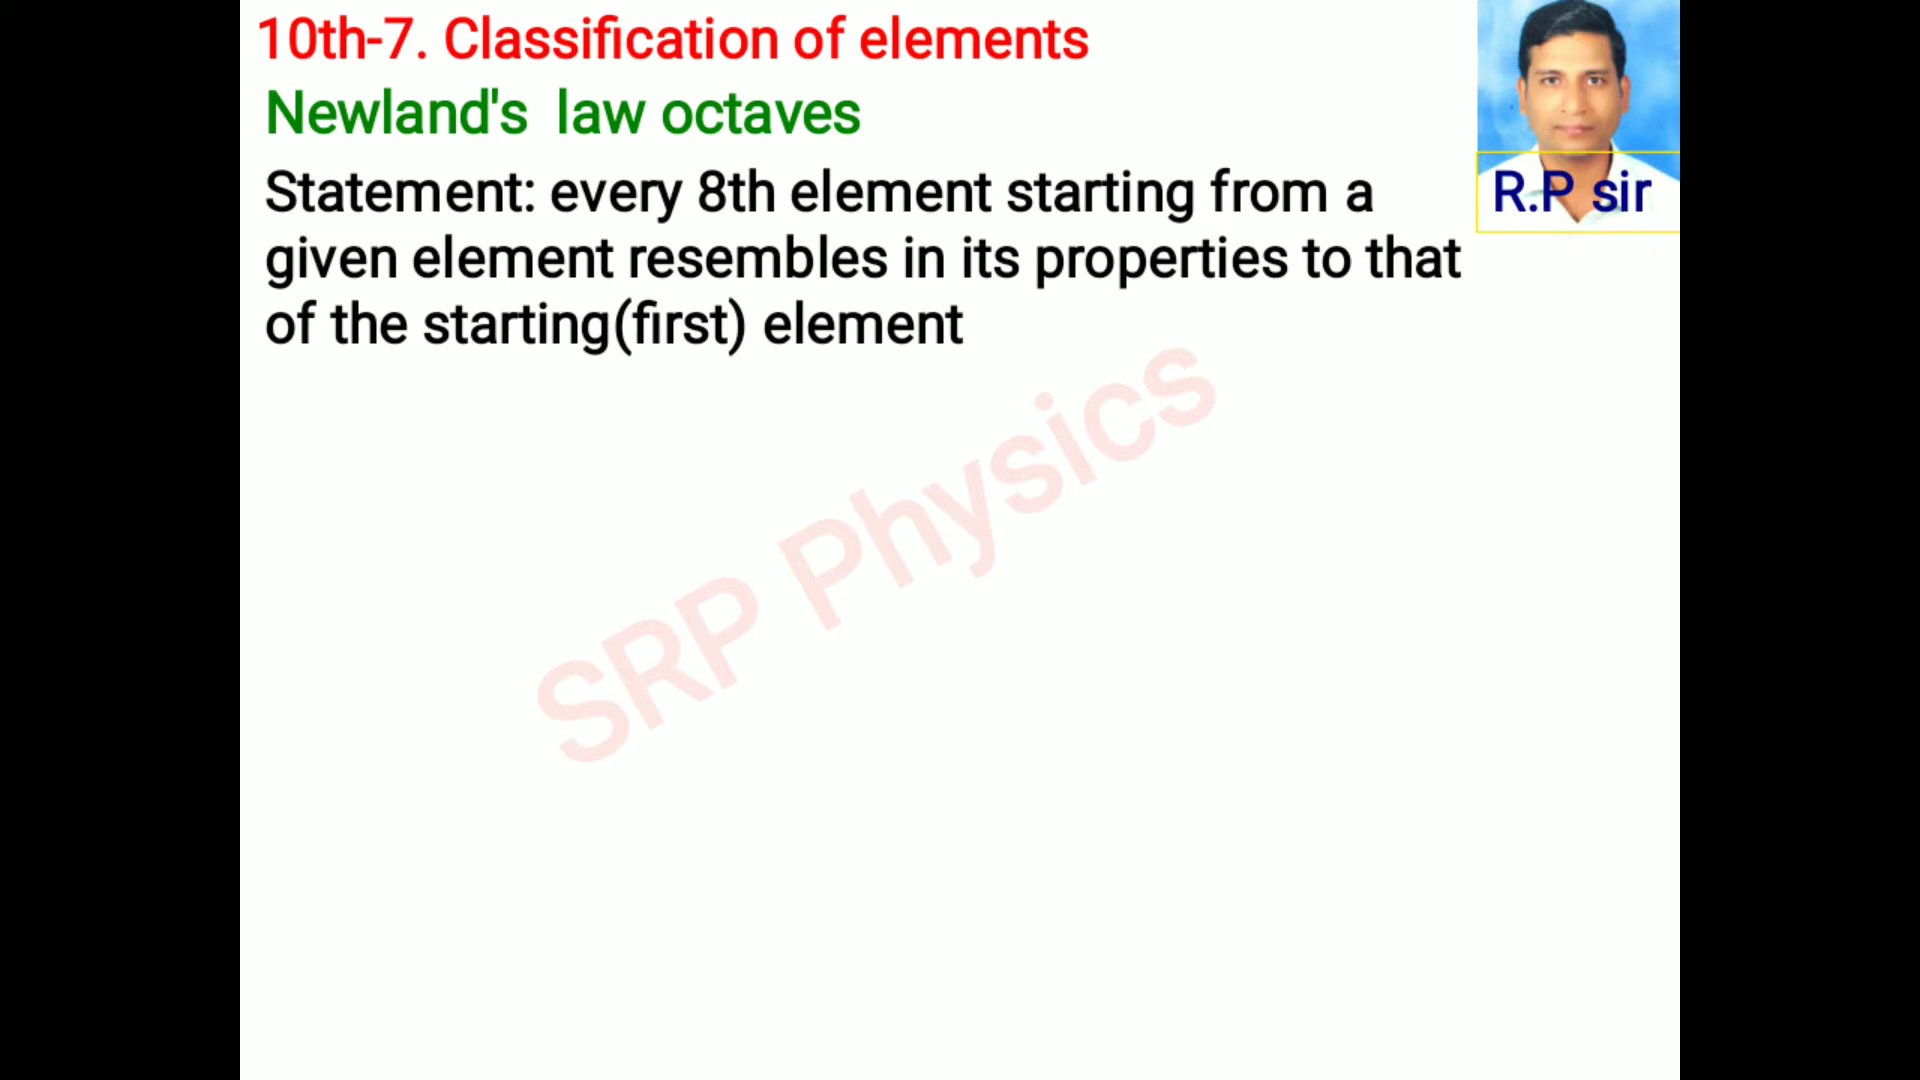 10th-7. Classification of elements
Newland's law octaves
Statement: every 8th element starting from a
given element resembles in its properties to that
of the starting(first) element
R.P sir
SRP Physics